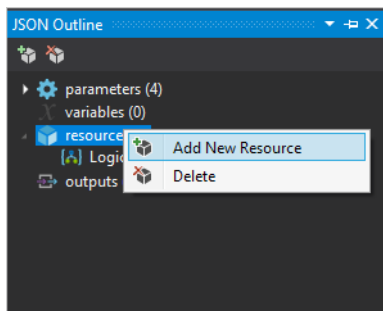 JSON Outline
parameters (4)
variables (0)
resource
Add New Resource
Logic
Delete
outputs